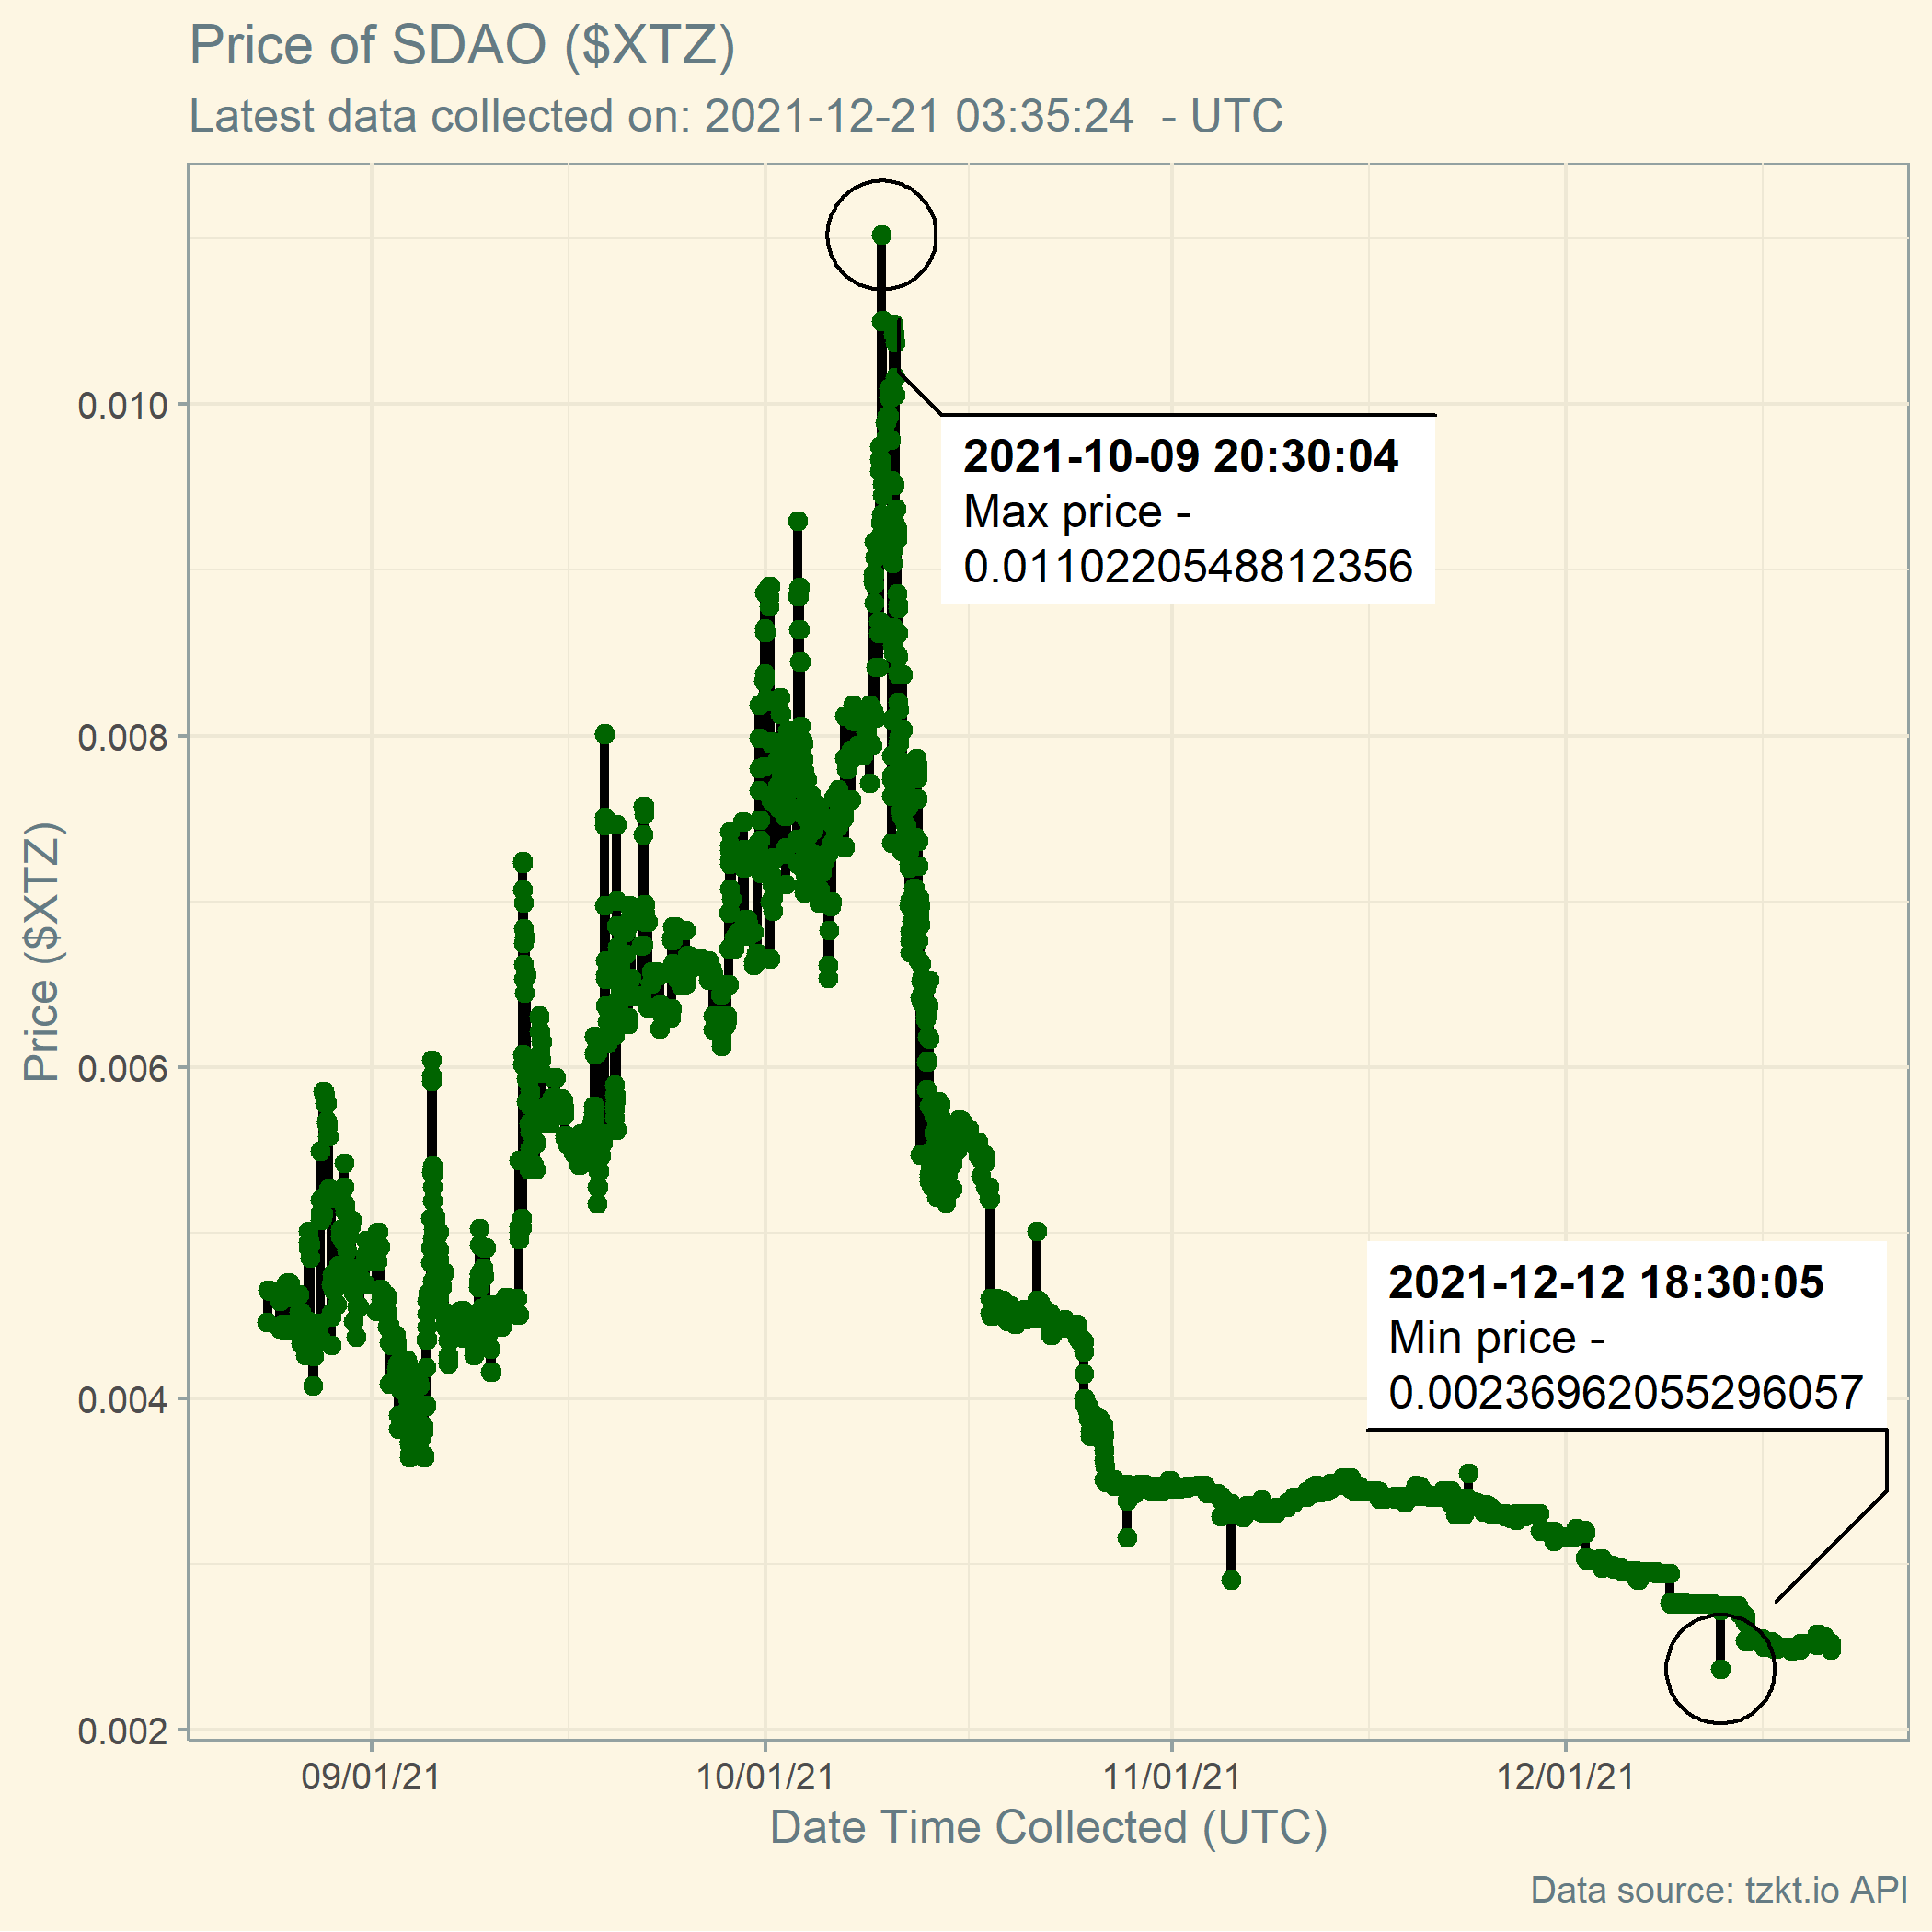 Price of SDAO ($XTZ)
Latest data collected on: 2021-12-21 03:35:24  - UTC
2021-10-09 20:30:04
Max price -
0.0110220548812356
2021-12-12 18:30:05
Min price -
0.00236962055296057
Price ($XTZ)
0.010
0.008
0.006
0.004
0.002
09/01/21
10/01/21
11/01/21
12/01/21
Date Time Collected (UTC)
Data source: tzkt.io API